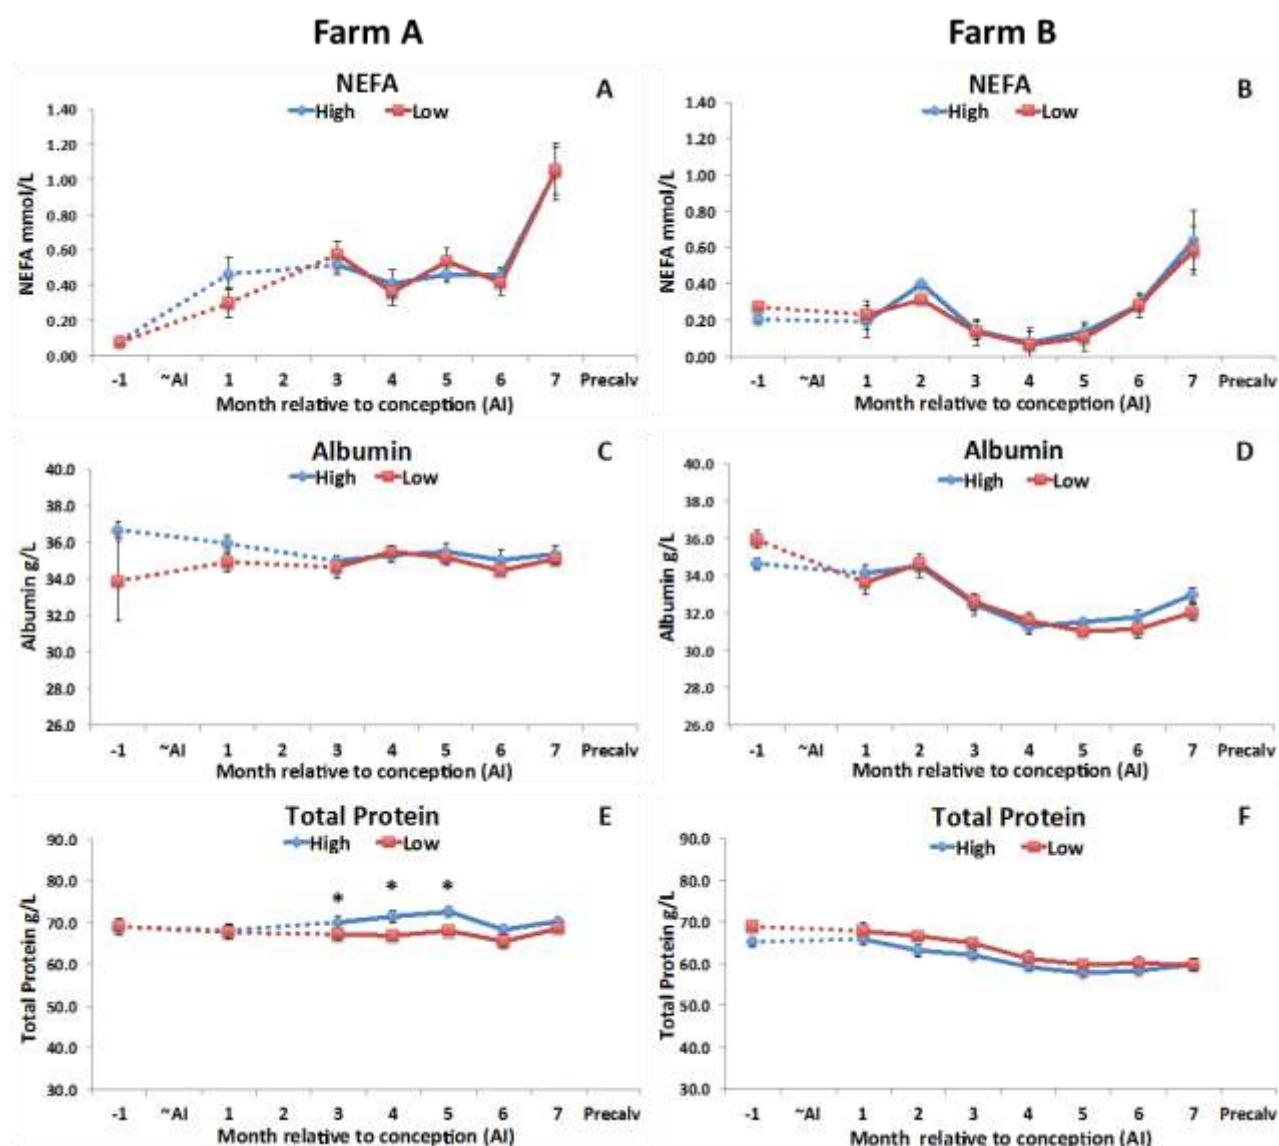 Farm A
Farm B
NEFA A
High Low
NEFA mmol/L
1.40
1.20
1.00
0.80
0.60
0.40
0.20
0.00
-1 ~AI 1 2 3 4 5 6 7 Precalv
Month relative to conception (AI)
NEFA B
High Low
NEFA mmol/L
1.40
1.20
1.00
0.80
0.60
0.40
0.20
0.00
-1 ~AI 1 2 3 4 5 6 7 Precalv
Month relative to conception (AI)
Albumin C
High Low
Albumin g/L
40.0
38.0
36.0
34.0
32.0
30.0
28.0
26.0
-1 ~AI 1 2 3 4 5 6 7 Precalv
Month relative to conception (AI)
Albumin D
High Low
Albumin g/L
40.0
38.0
36.0
34.0
32.0
30.0
28.0
26.0
-1 ~AI 1 2 3 4 5 6 7 Precalv
Month relative to conception (AI)
Total Protein E
High Low
Total Protein g/L
90.0
80.0
70.0
60.0
50.0
40.0
30.0
* * *
-1 ~AI 1 2 3 4 5 6 7 Precalv
Month relative to conception (AI)
Total Protein F
High Low
Total Protein g/L
90.0
80.0
70.0
60.0
50.0
40.0
30.0
-1 ~AI 1 2 3 4 5 6 7 Precalv
Month relative to conception (AI)